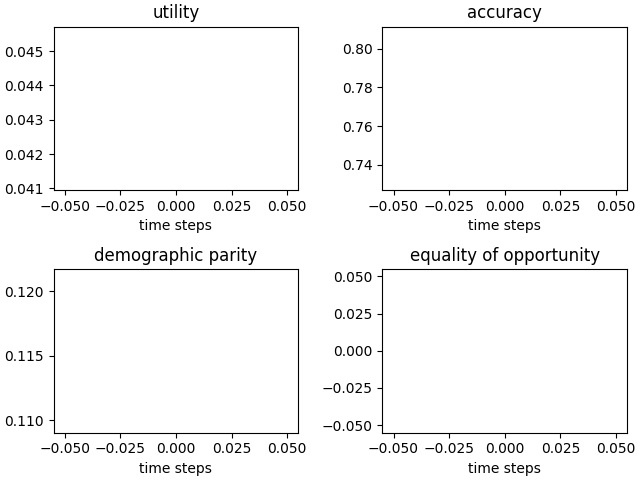 utility
0.045
0.044
0.043
0.042
0.041
−0.050 −0.025 0.000 0.025 0.050
time steps
accuracy
0.80
0.78
0.76
0.74
−0.050 −0.025 0.000 0.025 0.050
time steps
demographic parity
0.120
0.115
0.110
−0.050 −0.025 0.000 0.025 0.050
time steps
equality of opportunity
0.050
0.025
0.000
−0.025
−0.050
−0.050 −0.025 0.000 0.025 0.050
time steps